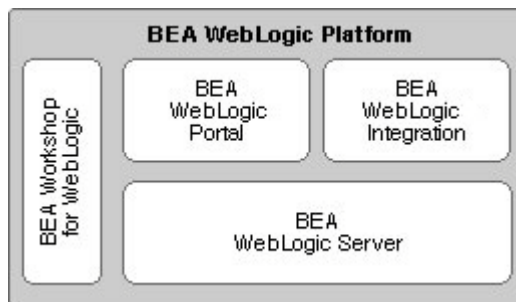 BEA WebLogic Platform
BEA Workshop
for WebLogic
BEA
WebLogic
Portal
BEA
WebLogic
Integration
BEA
WebLogic Server